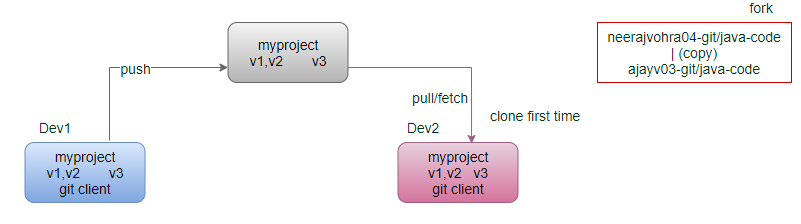 fork
neerajvohra04-git/java-code
| (copy)
ajayv03-git/java-code
myproject
v1,v2 v3
push
pull/fetch
clone first time
Dev1
myproject
v1,v2 v3
git client
Dev2
myproject
v1,v2 v3
git client